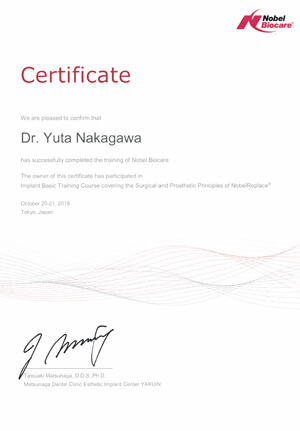 Nobel
Biocare™
Certificate
We are pleased to confirm that
Dr. Yuta Nakagawa
has successfully completed the training of Nobel Biocare
The owner of this certificate has participated in
Implant Basic Training Course covering the Surgical and Prosthetic Principles of NobelReplace®
October 20-21, 2018
Tokyo, Japan
Tatsuaki Matsunaga, D.D.S.,Ph.D.
Matsunaga Dental Clinic Esthetic Implant Center